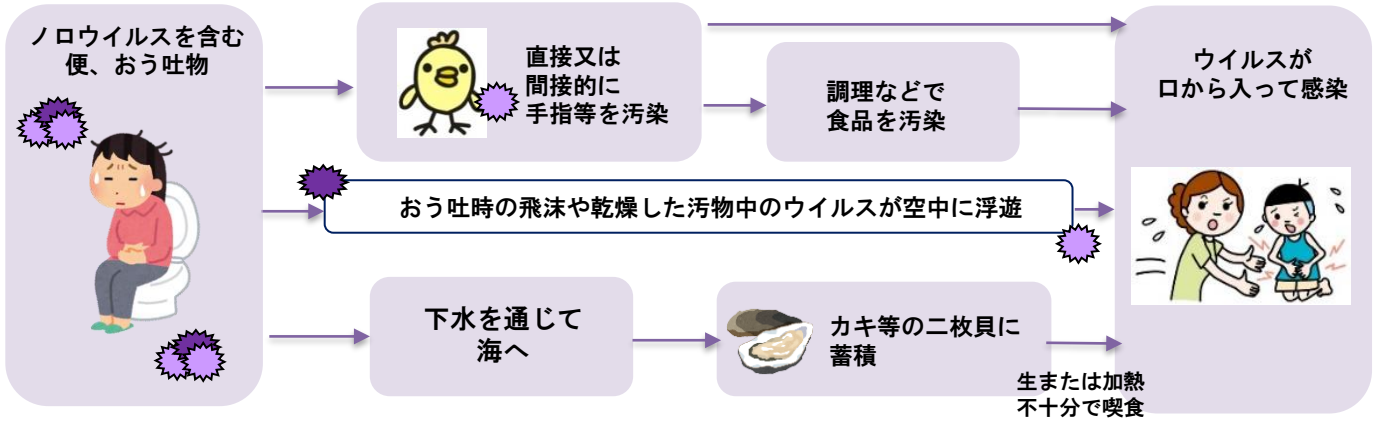 ノロウイルスを含む
便、おう吐物
直接又は
間接的に
手指等を汚染
調理などで
食品を汚染
ウイルスが
口から入って感染
おう吐時の飛沫や乾燥した汚物中のウイルスが空中に浮遊
下水を通じて
海へ
カキ等の二枚貝に
蓄積
生または加熱
不十分で喫食